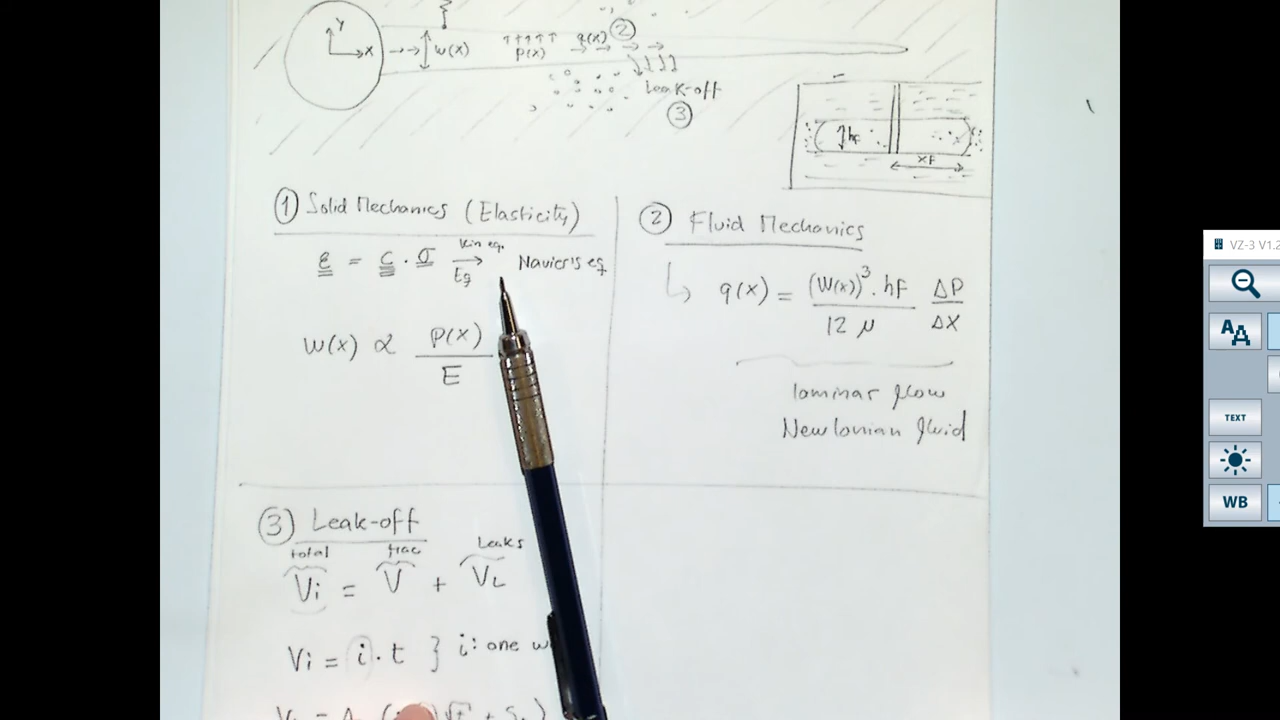 y
x
w(x)
P(x)
q(x)
2
Leak-off
3
hf
xf
1 Solid Mechanics (Elasticity)
ε = C · σ Kin eq. → Eq Navier's eq
w(x) ∝ P(x) / E
2 Fluid Mechanics
q(x) = (W(x))³ · hf / 12 μ ΔP / ΔX
laminar flow
Newtonian fluid
3 Leak-off
total frac Leaks
Vi = V + VL
Vi = i · t } i: one w
VZ-3 V1.2
AA
TEXT
WB